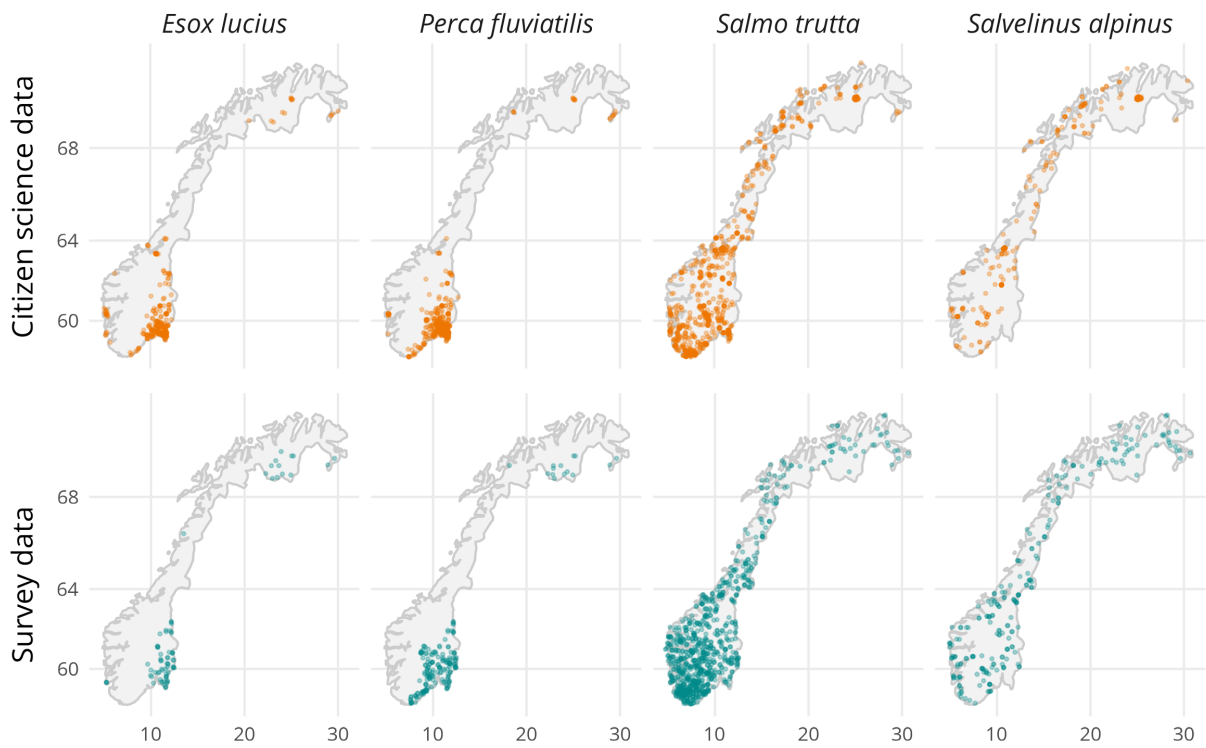 Esox lucius Perca fluviatilis Salmo trutta Salvelinus alpinus
Citizen science data
68
64
60
Survey data
68
64
60
10 20 30 10 20 30 10 20 30 10 20 30